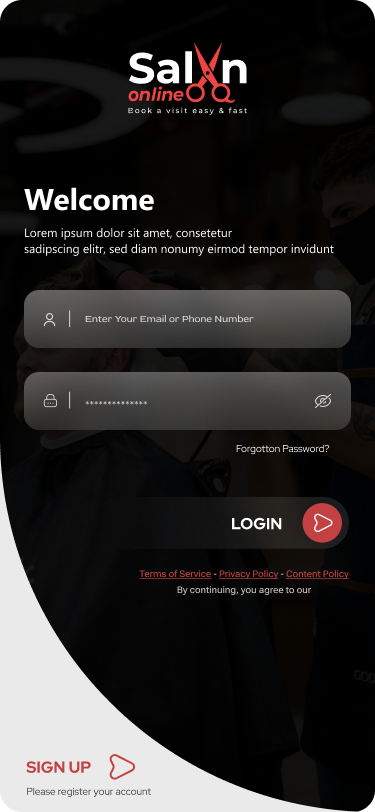 Salon
online
Book a visit easy & fast
Welcome
Lorem ipsum dolor sit amet, consetetur
sadipscing elitr, sed diam nonumy eirmod tempor invidunt
Enter Your Email or Phone Number
**************
Forgotton Password?
LOGIN
Terms of Service - Privacy Policy - Content Policy
By continuing, you agree to our
SIGN UP
Please register your account